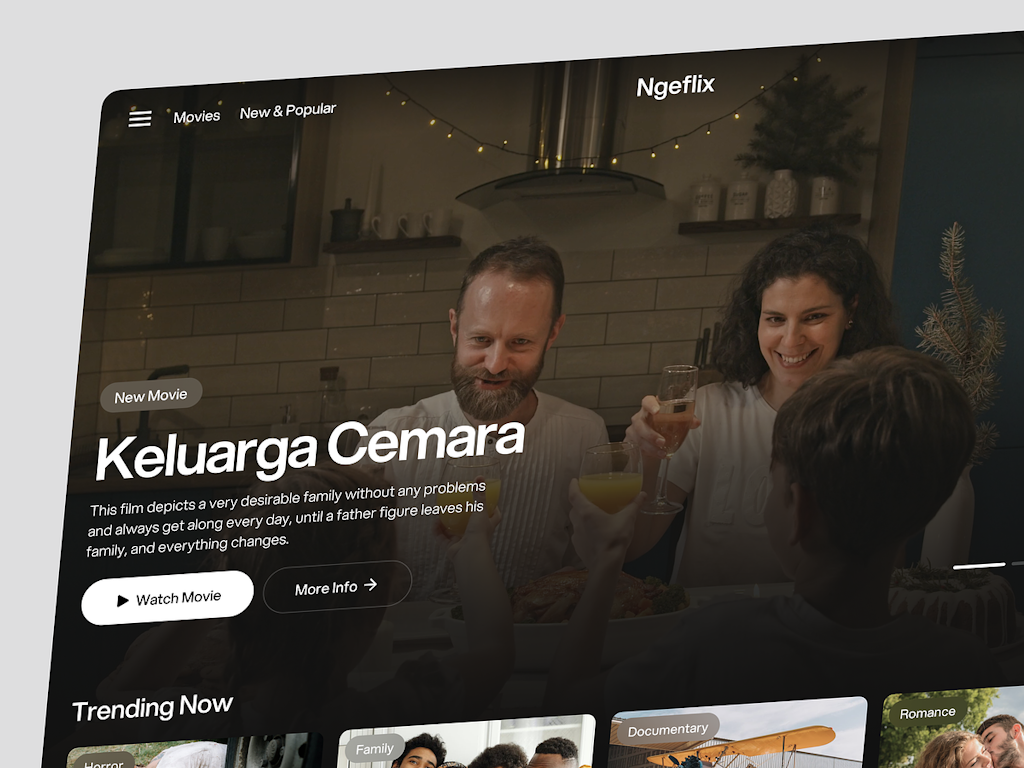 Movies
New & Popular
Ngeflix
New Movie
Keluarga Cemara
This film depicts a very desirable family without any problems
and always get along every day, until a father figure leaves his
family, and everything changes.
Watch Movie
More Info
Trending Now
Horror
Family
Documentary
Romance